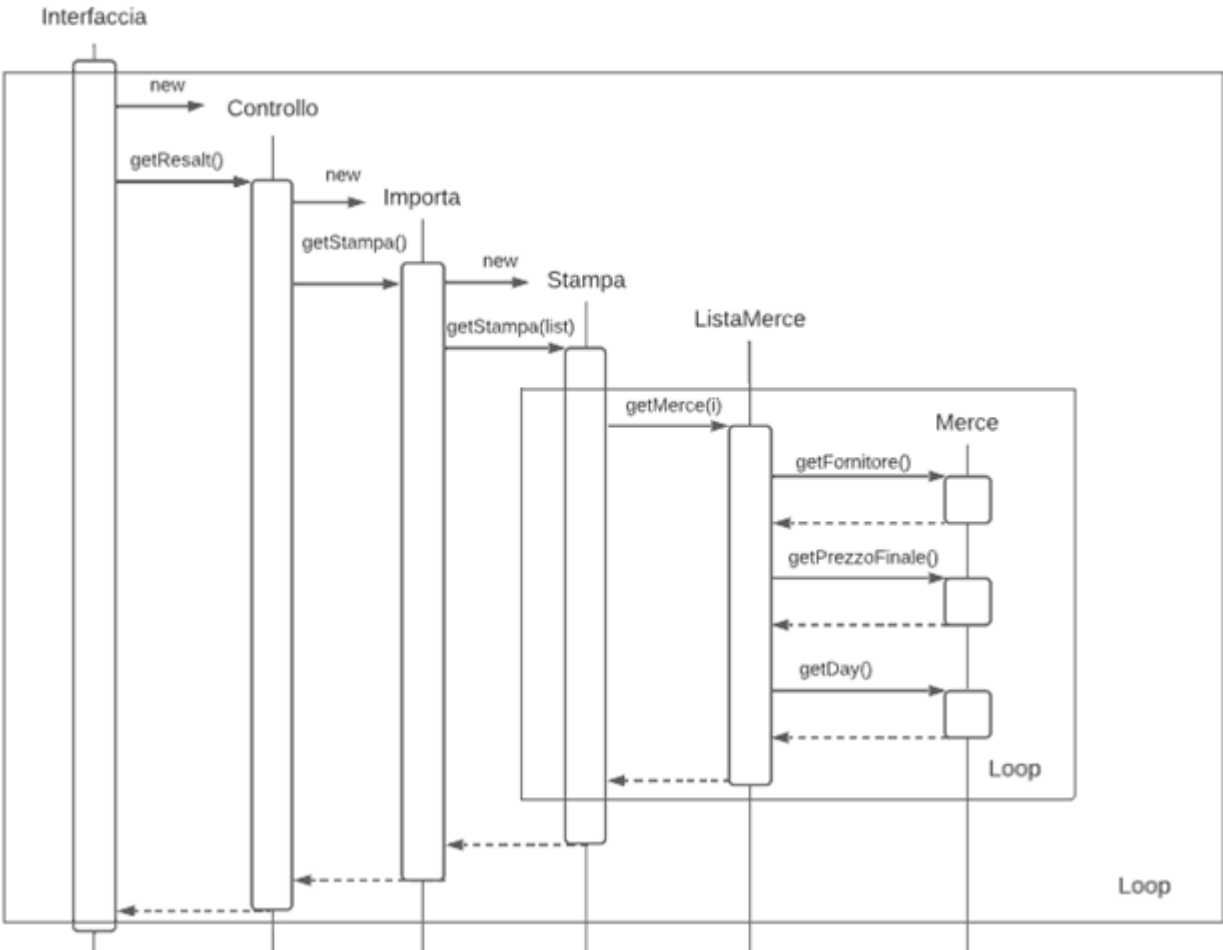 Interfaccia
new
Controllo
getResalt()
new
Importa
getStampa()
new
Stampa
ListaMerce
getStampa(list)
getMerce(i)
Merce
getFornitore()
getPrezzoFinale()
getDay()
Loop
Loop